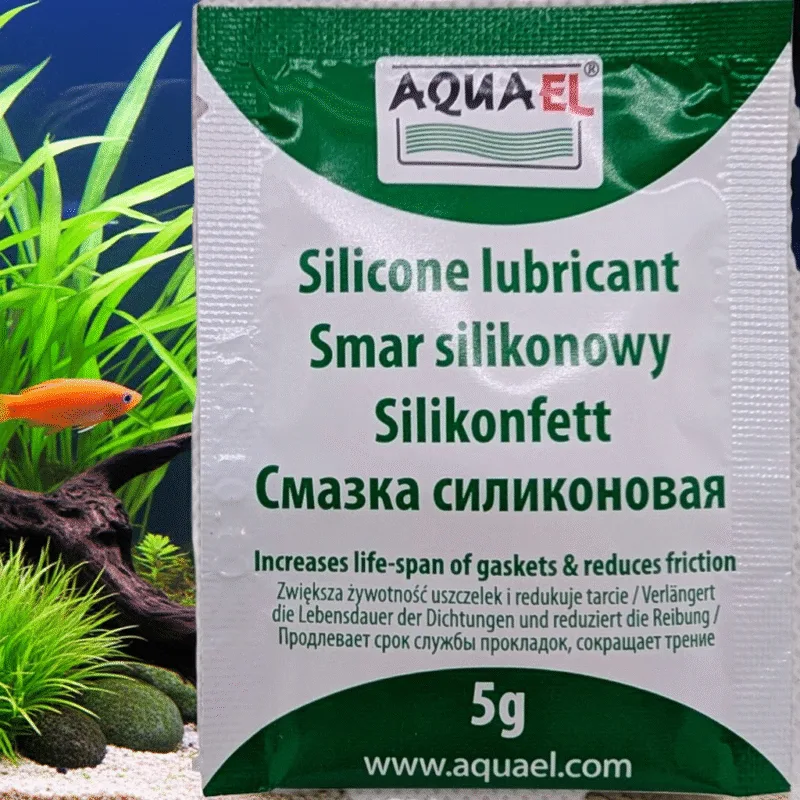 AQUAEL®
Silicone lubricant
Smar silikonowy
Silikonfett
Смазка силиконовая
Increases life-span of gaskets & reduces friction
Zwiększa żywotność uszczelek i redukuje tarcie / Verlängert
die Lebensdauer der Dichtungen und reduziert die Reibung /
Продлевает срок службы прокладок, сокращает трение
5g
www.aquael.com